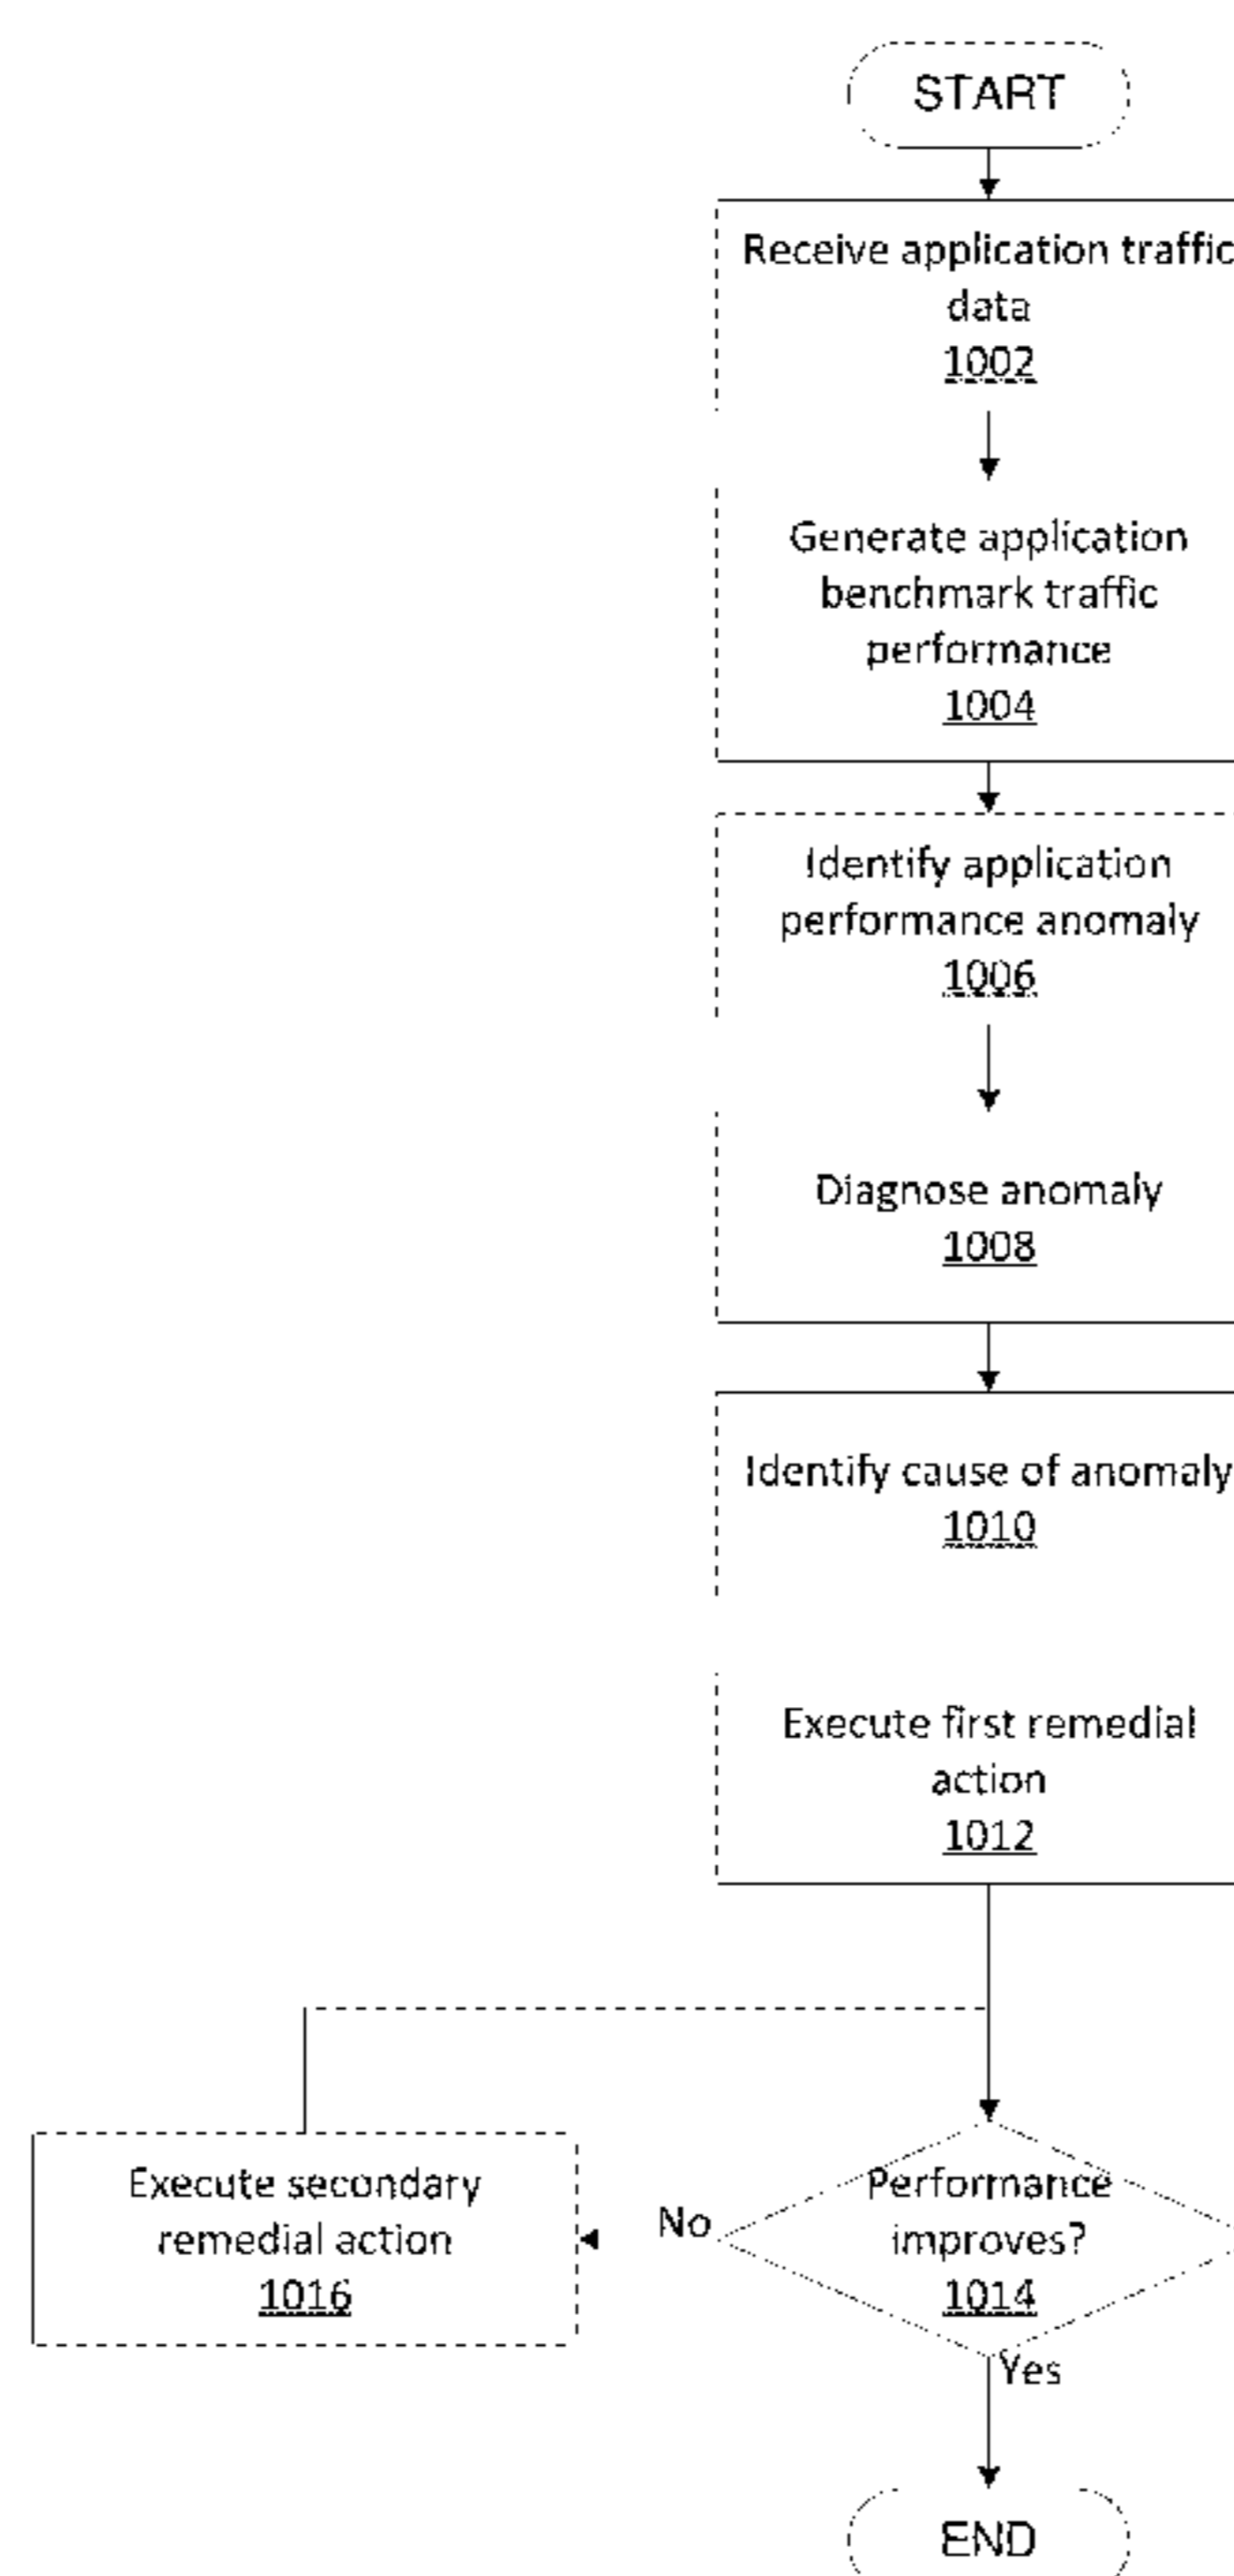 START
Receive application traffic
data
1002
Generate application
benchmark traffic
performance
1004
Identify application
performance anomaly
1006
Diagnose anomaly
1008
Identify cause of anomaly
1010
Execute first remedial
action
1012
Execute secondary
remedial action
1016
No
Performance
improves?
1014
Yes
END